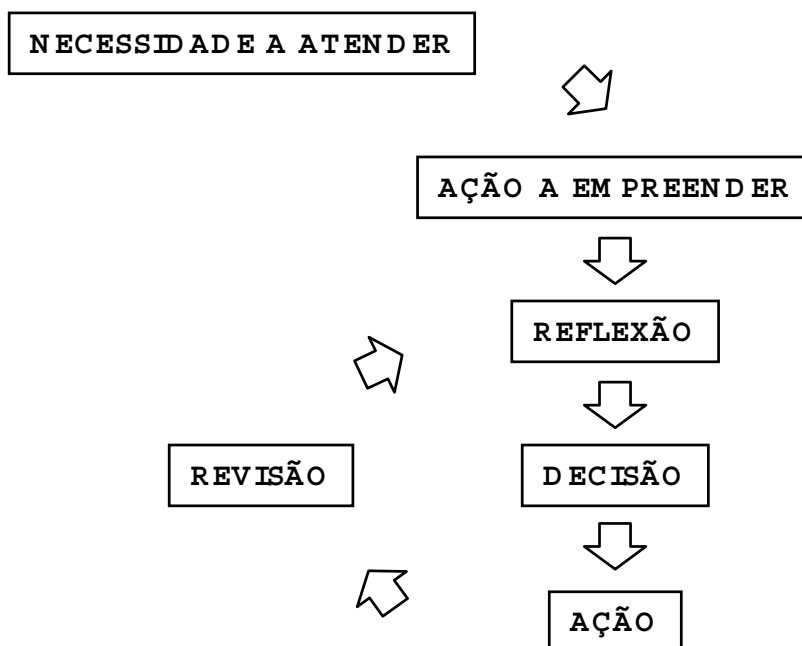 NECESSIDADE A ATENDER
AÇÃO A EMPREENDER
REFLEXÃO
REVISÃO
DECISÃO
AÇÃO